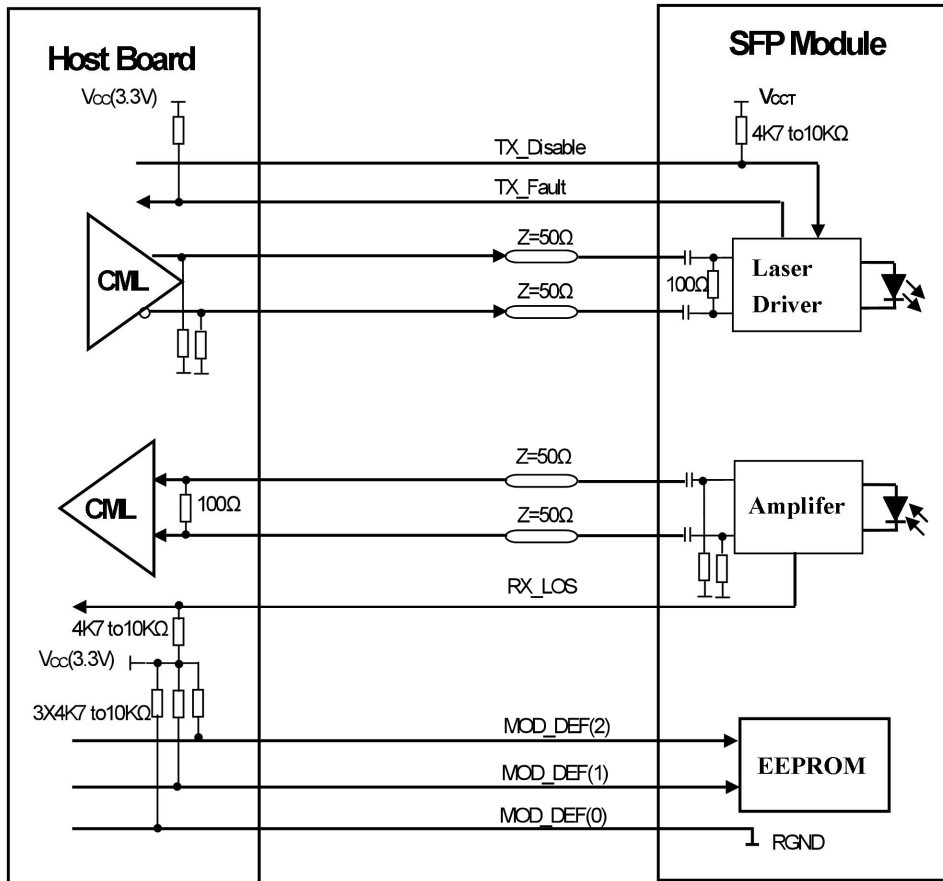 Host Board
SFP Module
VCC(3.3V)
VCCT
4K7 to10KΩ
TX_Disable
TX_Fault
Z=50Ω
CML
100Ω
Laser
Driver
Z=50Ω
Z=50Ω
CML
100Ω
Amplifer
Z=50Ω
RX_LOS
4K7 to10KΩ
VCC(3.3V)
3X4K7 to10KΩ
MOD_DEF(2)
EEPROM
MOD_DEF(1)
MOD_DEF(0)
RGND